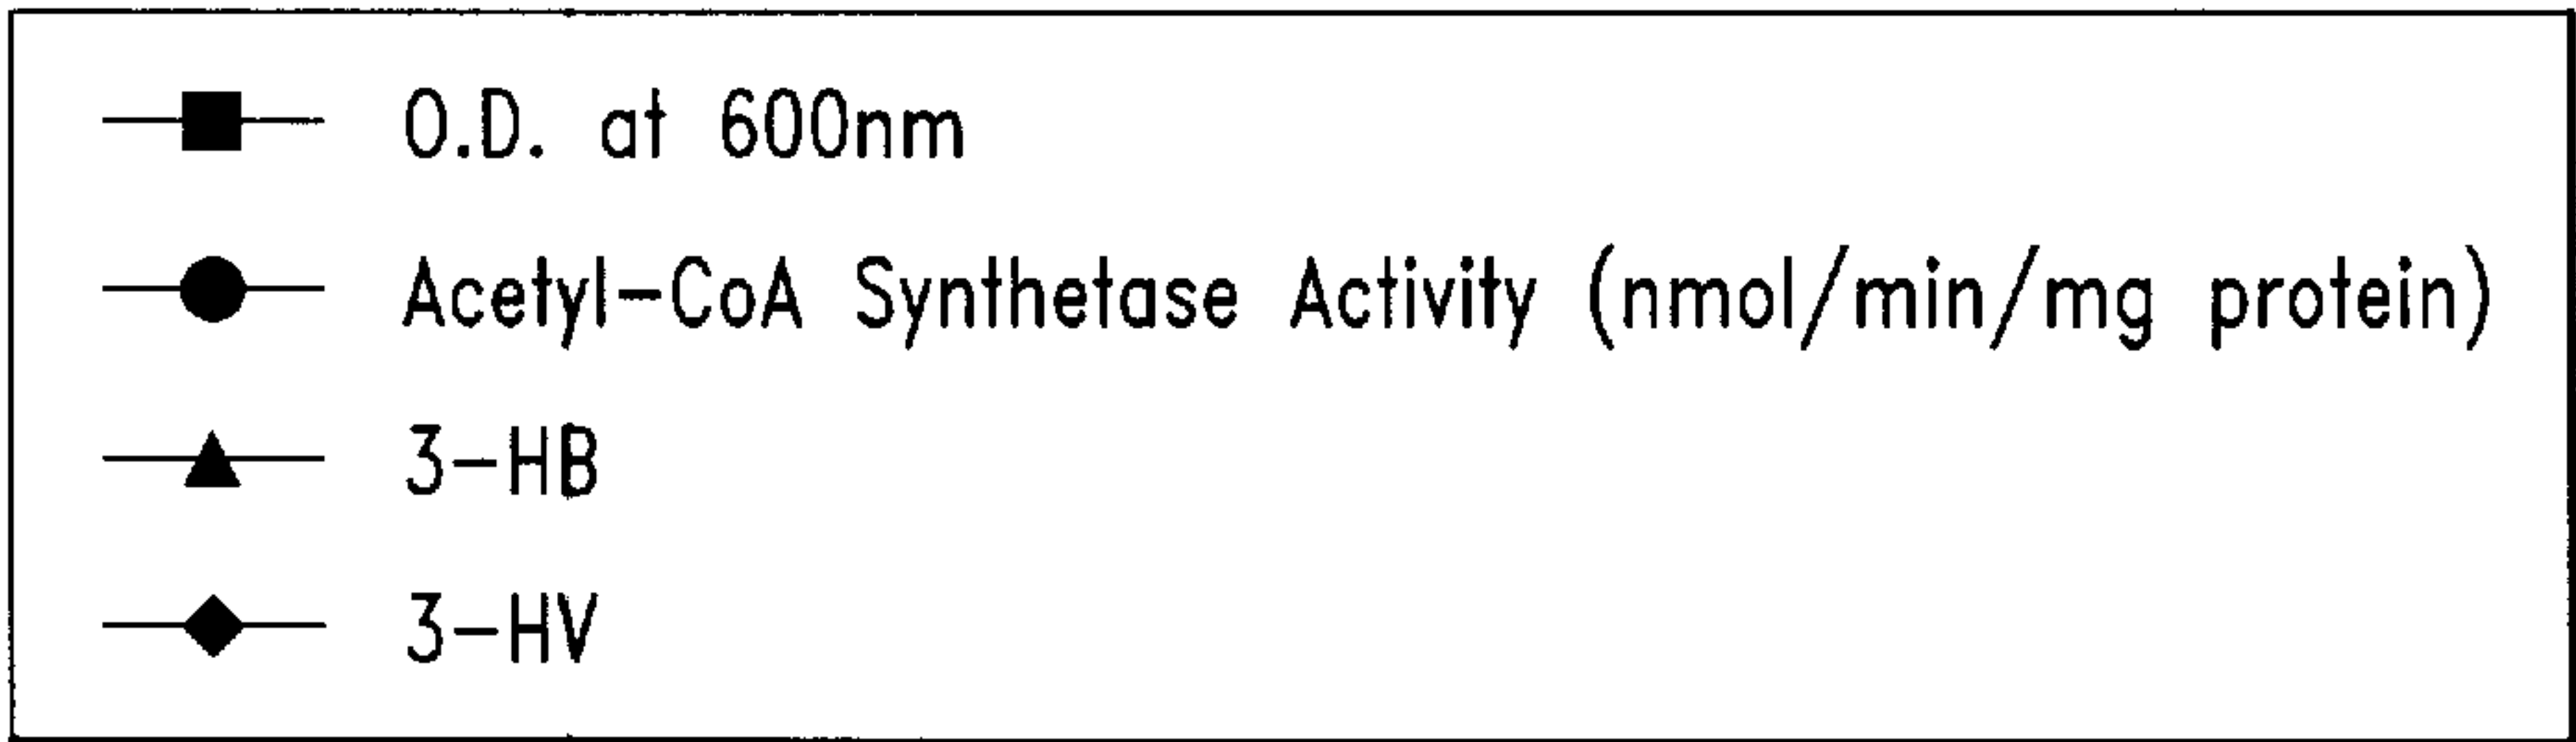 O.D. at 600nm
Acetyl-CoA Synthetase Activity (nmol/min/mg protein)
3-HB
3-HV